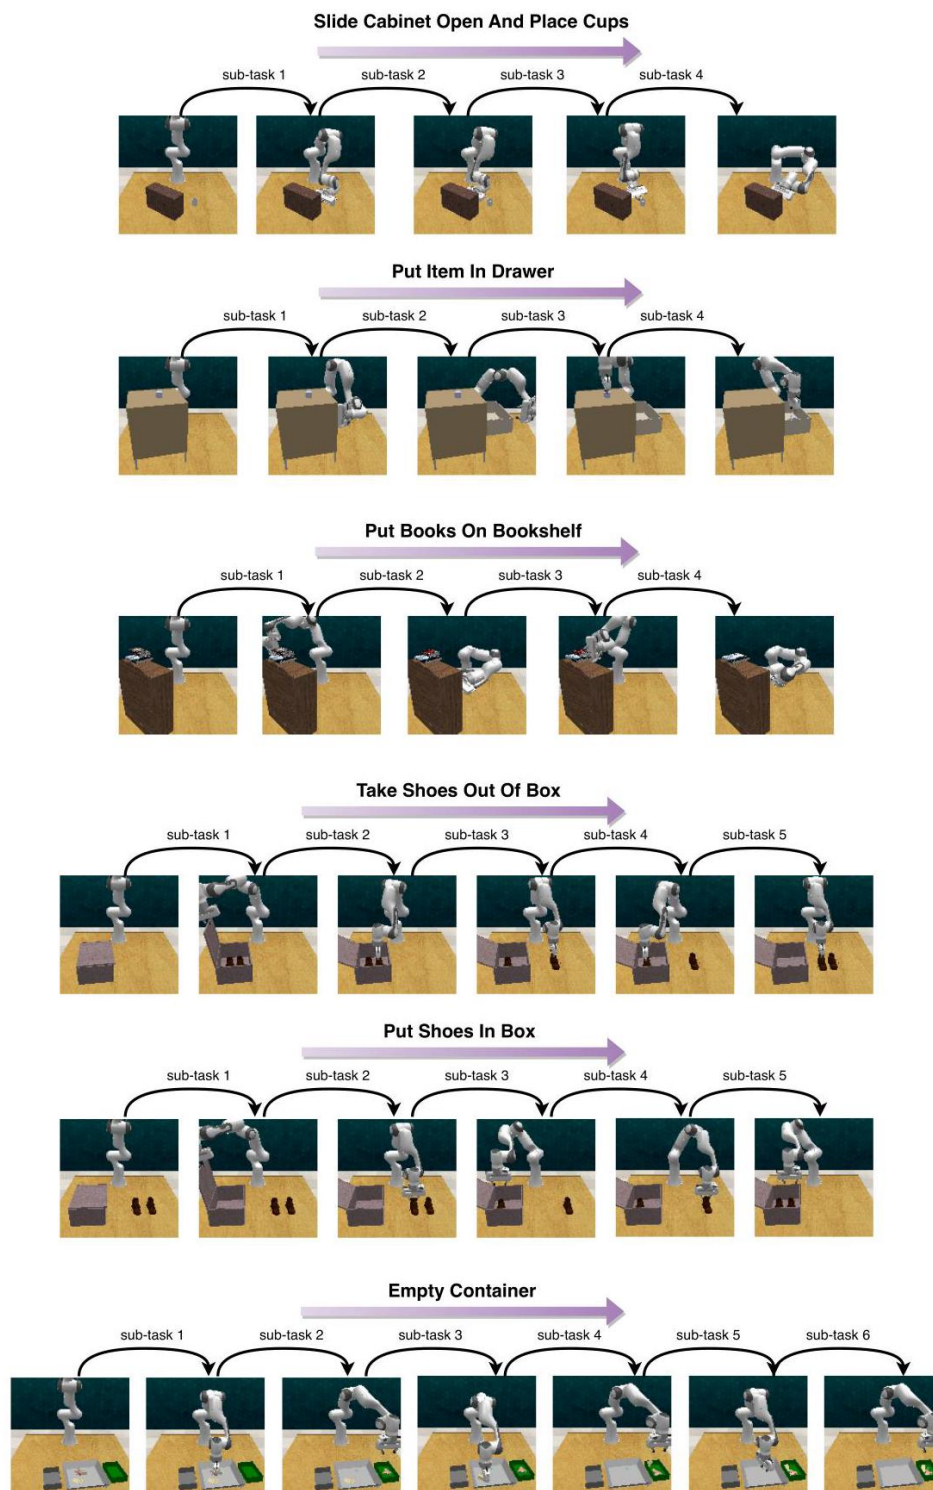 Slide Cabinet Open And Place Cups
sub-task 1 sub-task 2 sub-task 3 sub-task 4
Put Item In Drawer
sub-task 1 sub-task 2 sub-task 3 sub-task 4
Put Books On Bookshelf
sub-task 1 sub-task 2 sub-task 3 sub-task 4
Take Shoes Out Of Box
sub-task 1 sub-task 2 sub-task 3 sub-task 4 sub-task 5
Put Shoes In Box
sub-task 1 sub-task 2 sub-task 3 sub-task 4 sub-task 5
Empty Container
sub-task 1 sub-task 2 sub-task 3 sub-task 4 sub-task 5 sub-task 6